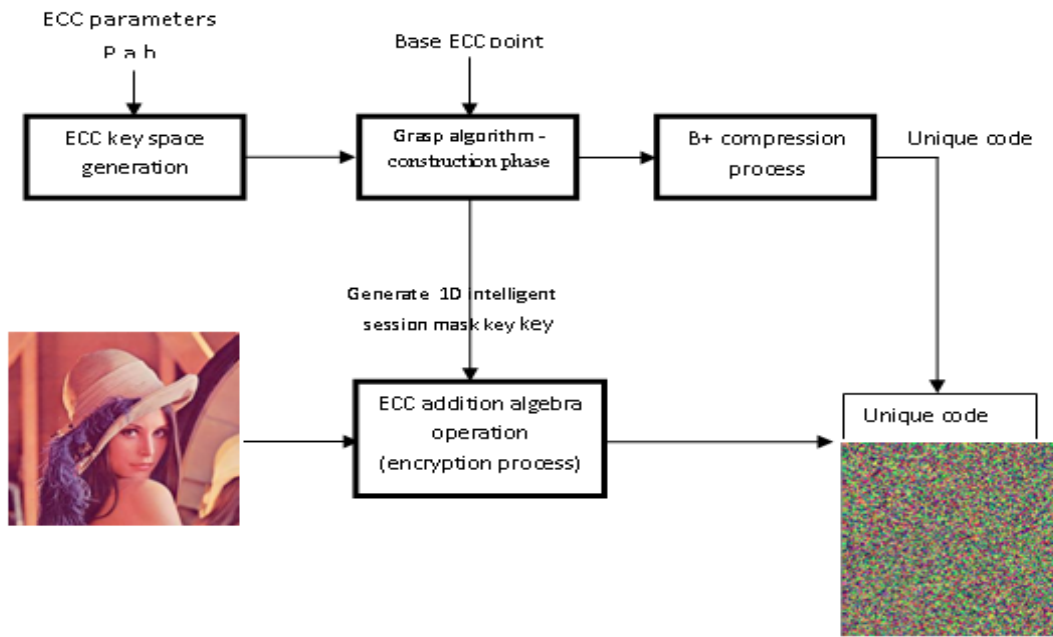 ECC parameters
P a b
Base ECC point
ECC key space
generation
Grasp algorithm -
construction phase
B+ compression
process
Unique code
Generate 1D intelligent
session mask key key
ECC addition algebra
operation
(encryption process)
Unique code